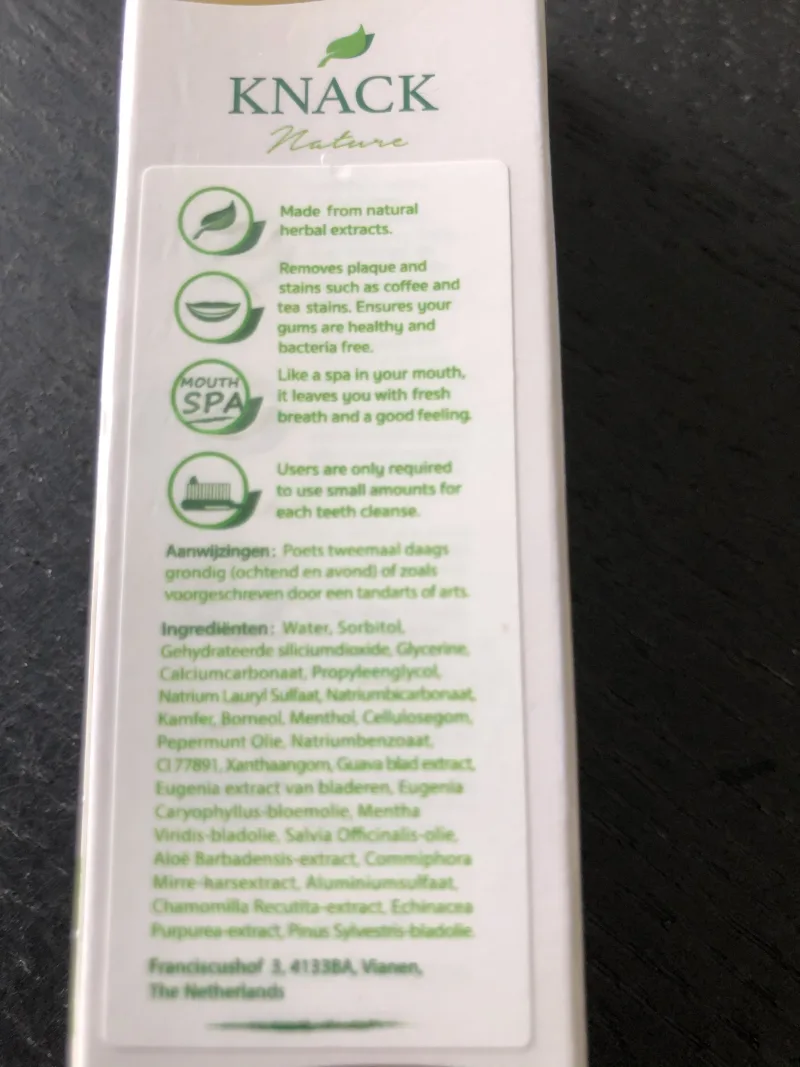 KNACK
Nature
Made from natural
herbal extracts.
Removes plaque and
stains such as coffee and
tea stains. Ensures your
gums are healthy and
bacteria free.
MOUTH
SPA
Like a spa in your mouth,
it leaves you with fresh
breath and a good feeling.
Users are only required
to use small amounts for
each teeth cleanse.
Aanwijzingen: Poets tweemaal daags
grondig (ochtend en avond) of zoals
voorgeschreven door een tandarts of arts.
Ingrediënten: Water, Sorbitol,
Gehydrateerde siliciumdioxide, Glycerine,
Calciumcarbonaat, Propyleenglycol,
Natrium Lauryl Sulfaat, Natriumbicarbonaat,
Kamfer, Borneol, Menthol, Cellulosegom,
Pepermunt Olie, Natriumbenzoaat,
CI 77891, Xanthaangom, Guava blad extract,
Eugenia extract van bladeren, Eugenia
Caryophyllus-bloemolie, Mentha
Viridis-bladolie, Salvia Officinalis-olie,
Aloë Barbadensis-extract, Commiphora
Mirre-harsextract, Aluminiumsulfaat,
Chamomilla Recutita-extract, Echinacea
Purpurea-extract, Pinus Sylvestris-bladolie
Franciscushof 3, 4133BA, Vianen,
The Netherlands